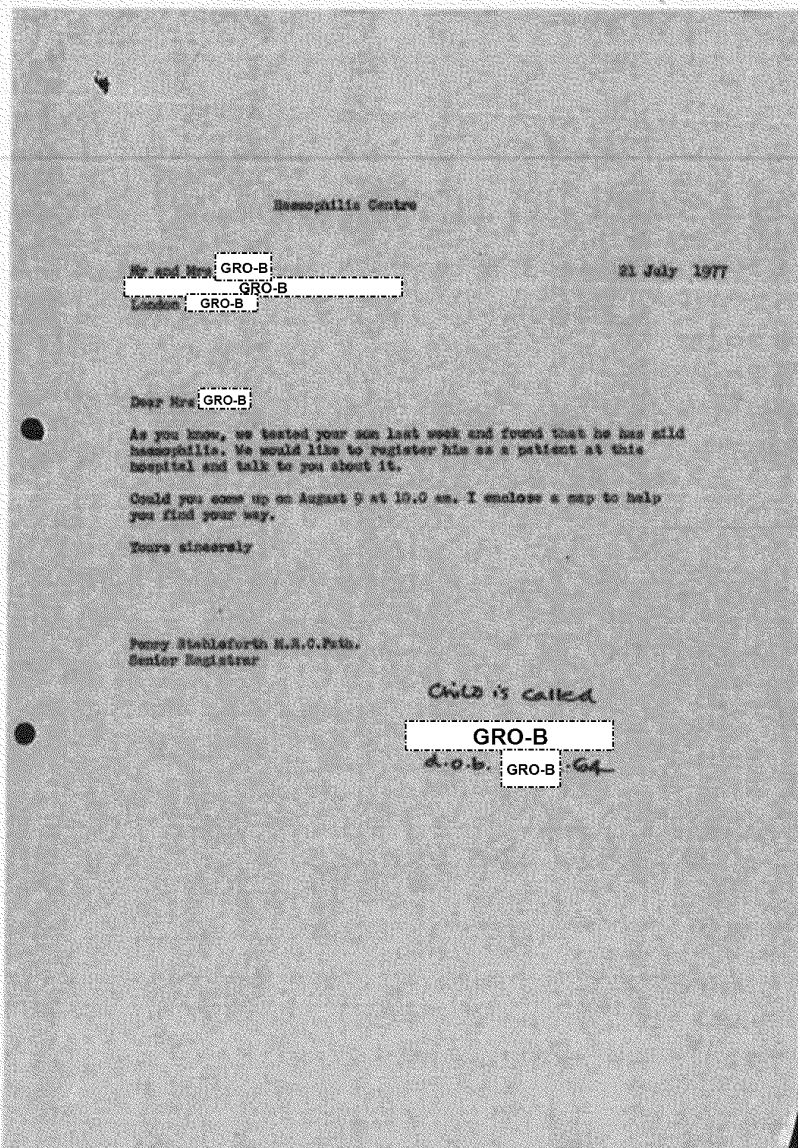 Haemophilia Centre
Mr and Mrs GRO-B 21 July 1977
GRO-B
London GRO-B
Dear Mrs GRO-B
As you know, we tested your son last week and found that he has mild
haemophilia. We would like to register him as a patient at this
hospital and talk to you about it.
Could you come up on August 9 at 10.0 am. I enclose a map to help
you find your way.
Yours sincerely
Penny Stableforth M.R.C.Path.
Senior Registrar
Child is called
GRO-B
d.o.b. GRO-B .64